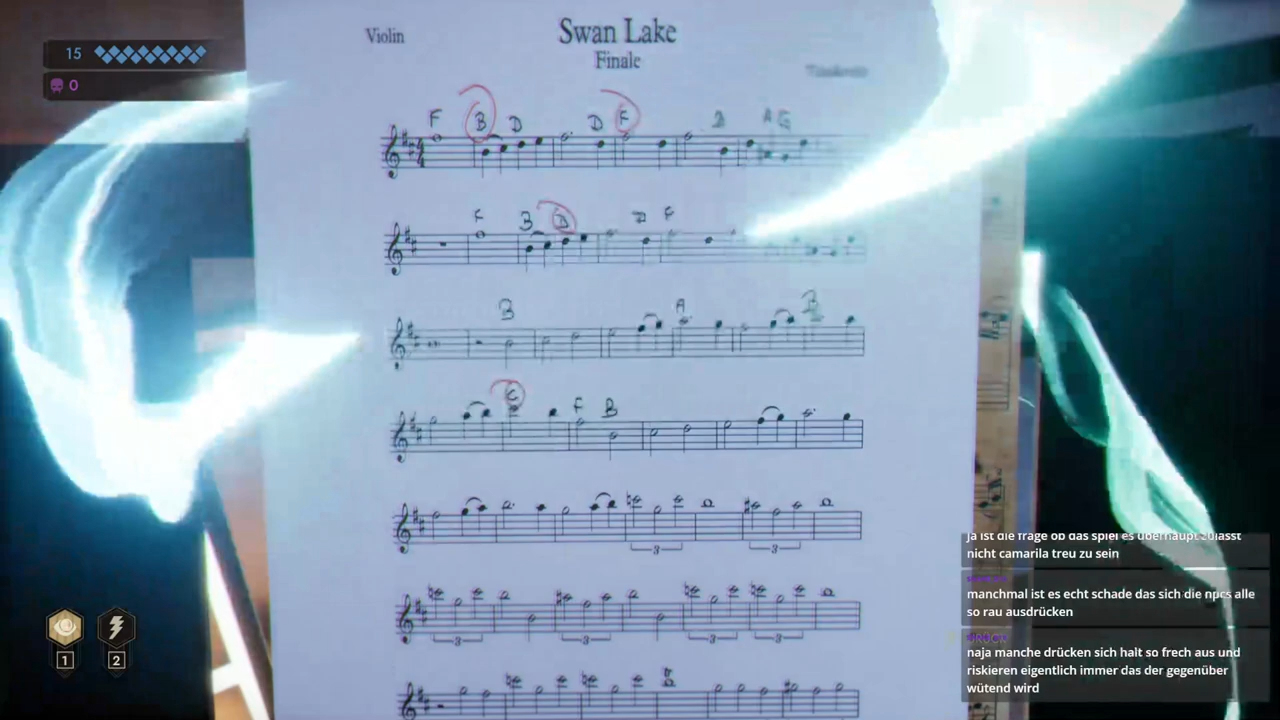 15
0
Violin
Swan Lake
Finale
F B D D F B A G
F B D D F
B A B
C F B
3 3
3 3 3 3
1 2
ja ist die frage ob das spiel es überhaupt zulässt
nicht camarila treu zu sein
manchmal ist es echt schade das sich die npcs alle
so rau ausdrücken
naja manche drücken sich halt so frech aus und
riskieren eigentlich immer das der gegenüber
wütend wird